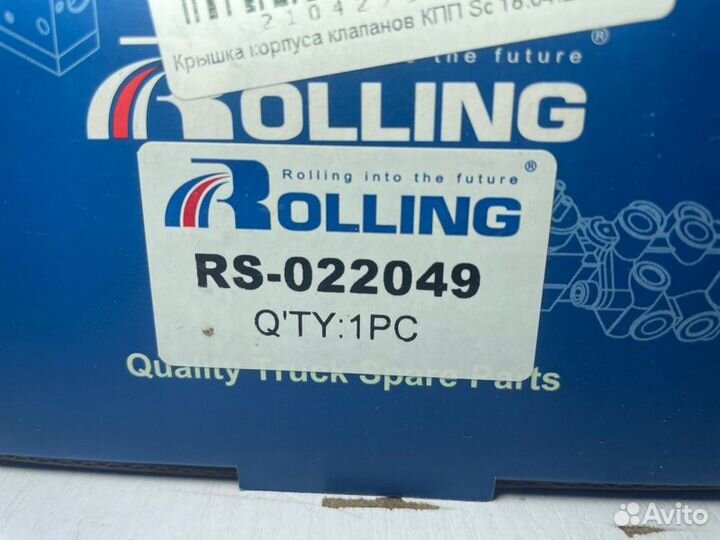 Крышка корпуса клапанов КПП Sc
the future
ROLLING
Rolling into the future
ROLLING
RS-022049
Q'TY:1PC
Quality Truck Spare Parts
Avito